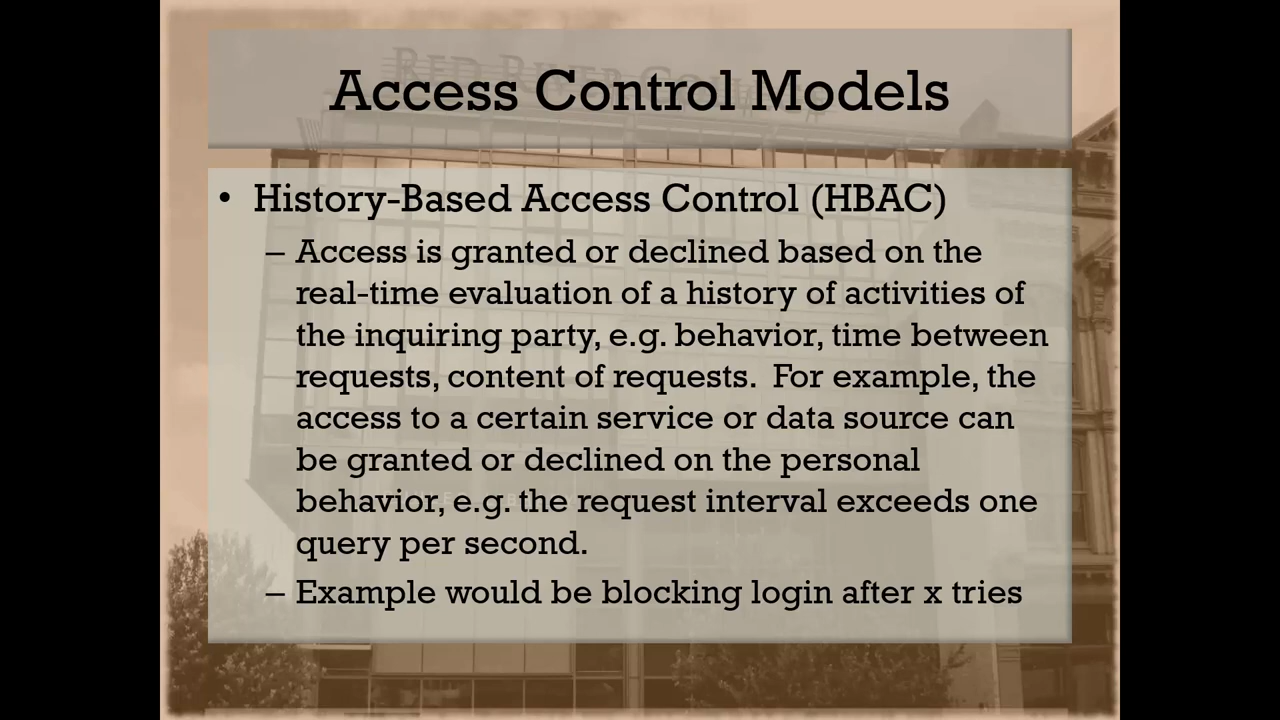 Access Control Models
• History-Based Access Control (HBAC)
– Access is granted or declined based on the
real-time evaluation of a history of activities of
the inquiring party, e.g. behavior, time between
requests, content of requests.  For example, the
access to a certain service or data source can
be granted or declined on the personal
behavior, e.g. the request interval exceeds one
query per second.
– Example would be blocking login after x tries